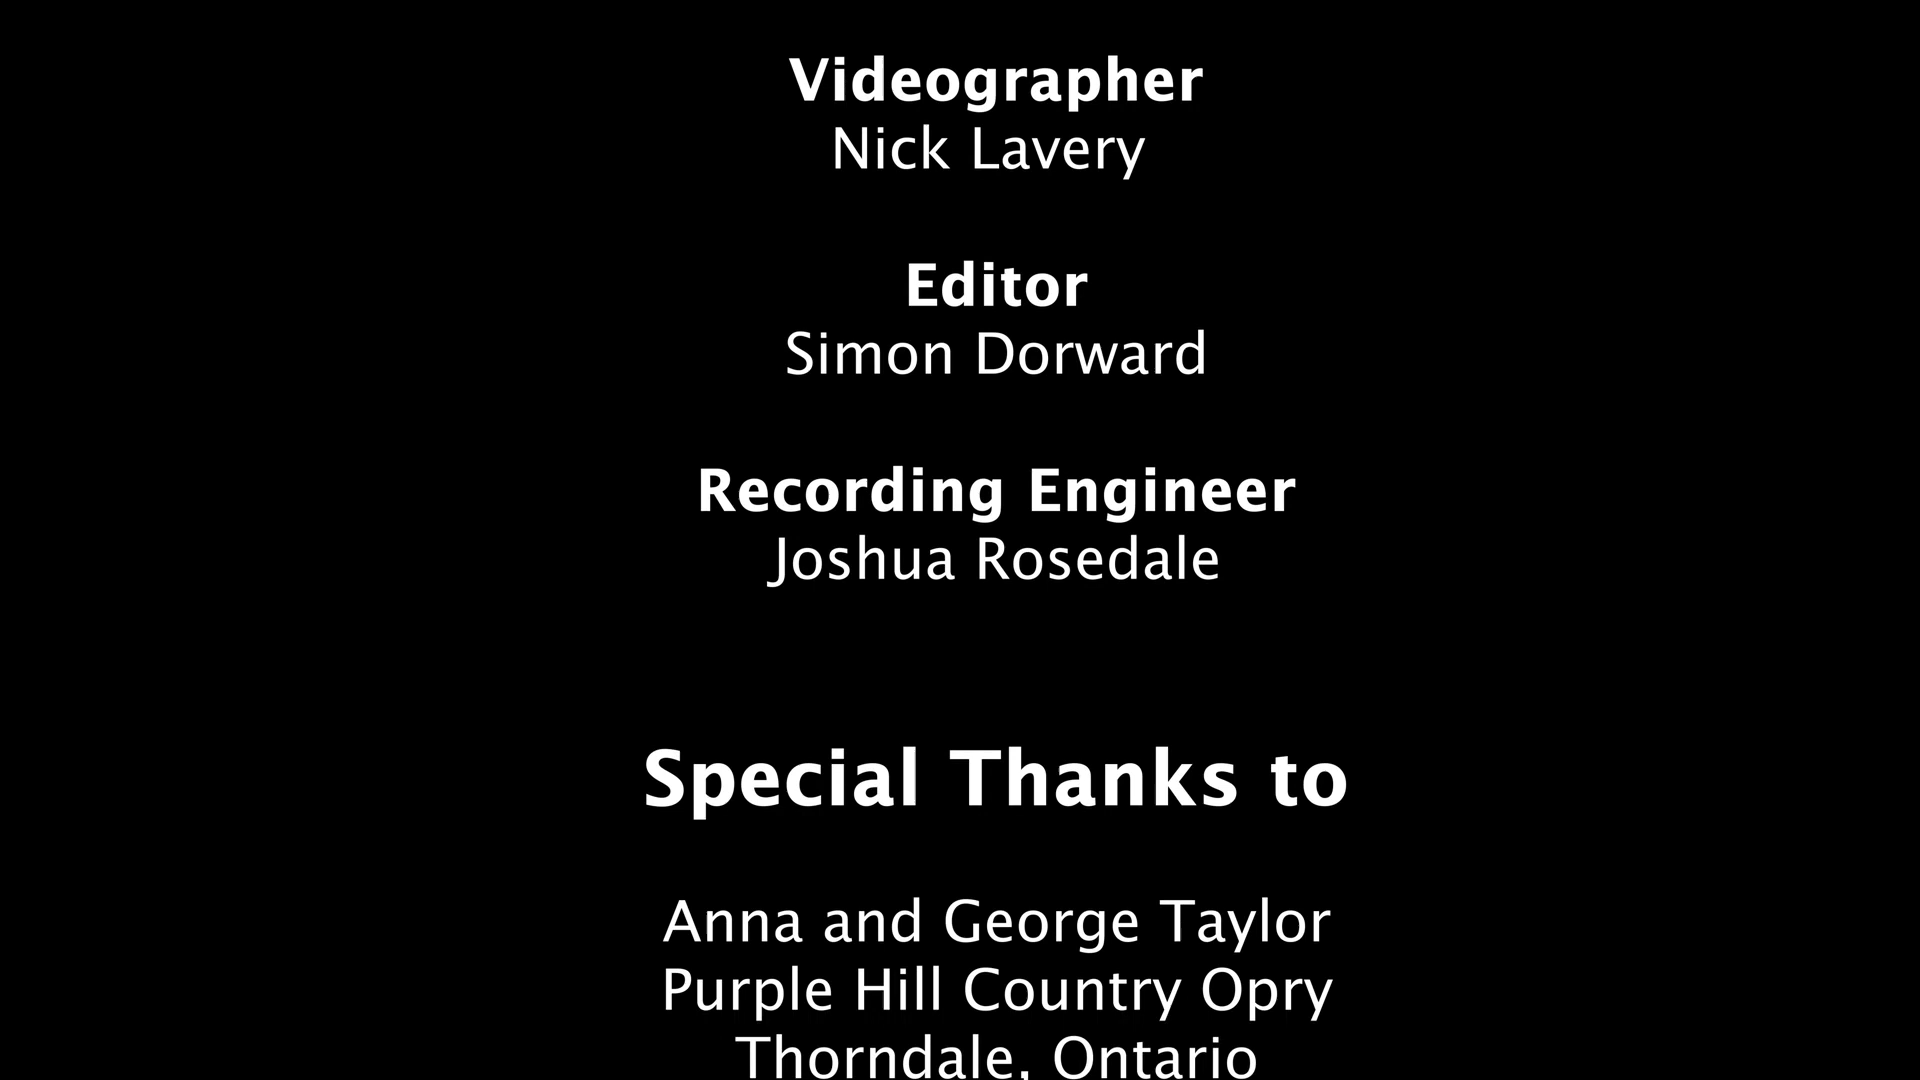 Videographer
Nick Lavery
Editor
Simon Dorward
Recording Engineer
Joshua Rosedale
Special Thanks to
Anna and George Taylor
Purple Hill Country Opry
Thorndale, Ontario